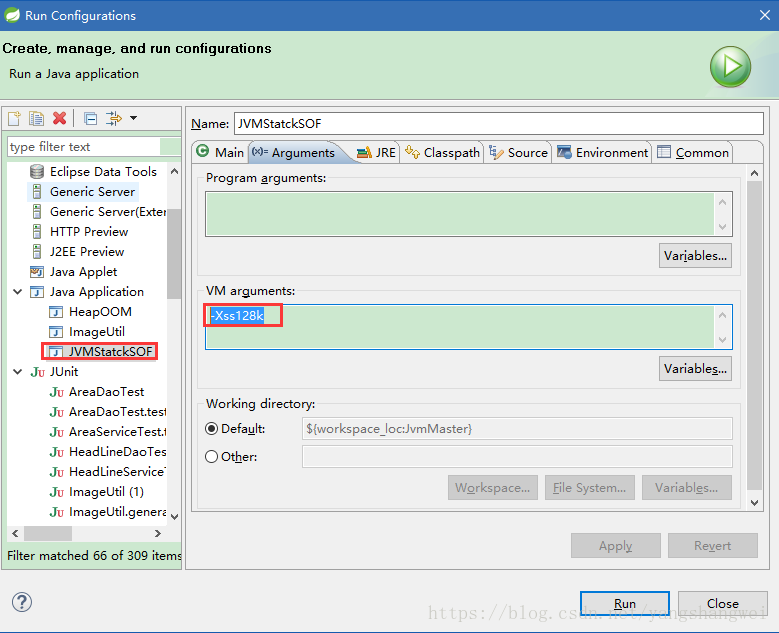 Run Configurations
Create, manage, and run configurations
Run a Java application
type filter text
Eclipse Data Tools
Generic Server
Generic Server(Exter
HTTP Preview
J2EE Preview
Java Applet
Java Application
HeapOOM
ImageUtil
JVMStatckSOF
JUnit
AreaDaoTest
AreaDaoTest.test
AreaServiceTest.t
HeadLineDaoTes
HeadLineService
ImageUtil (1)
ImageUtil.genera
Filter matched 66 of 309 items
Name: JVMStatckSOF
Main (x)= Arguments JRE Classpath Source Environment Common
Program arguments:
Variables...
VM arguments:
-Xss128k
Variables...
Working directory:
Default: ${workspace_loc:JvmMaster}
Other:
Workspace... File System... Variables...
Apply Revert
Run Close
https://blog.csdn.net/yongshangwei